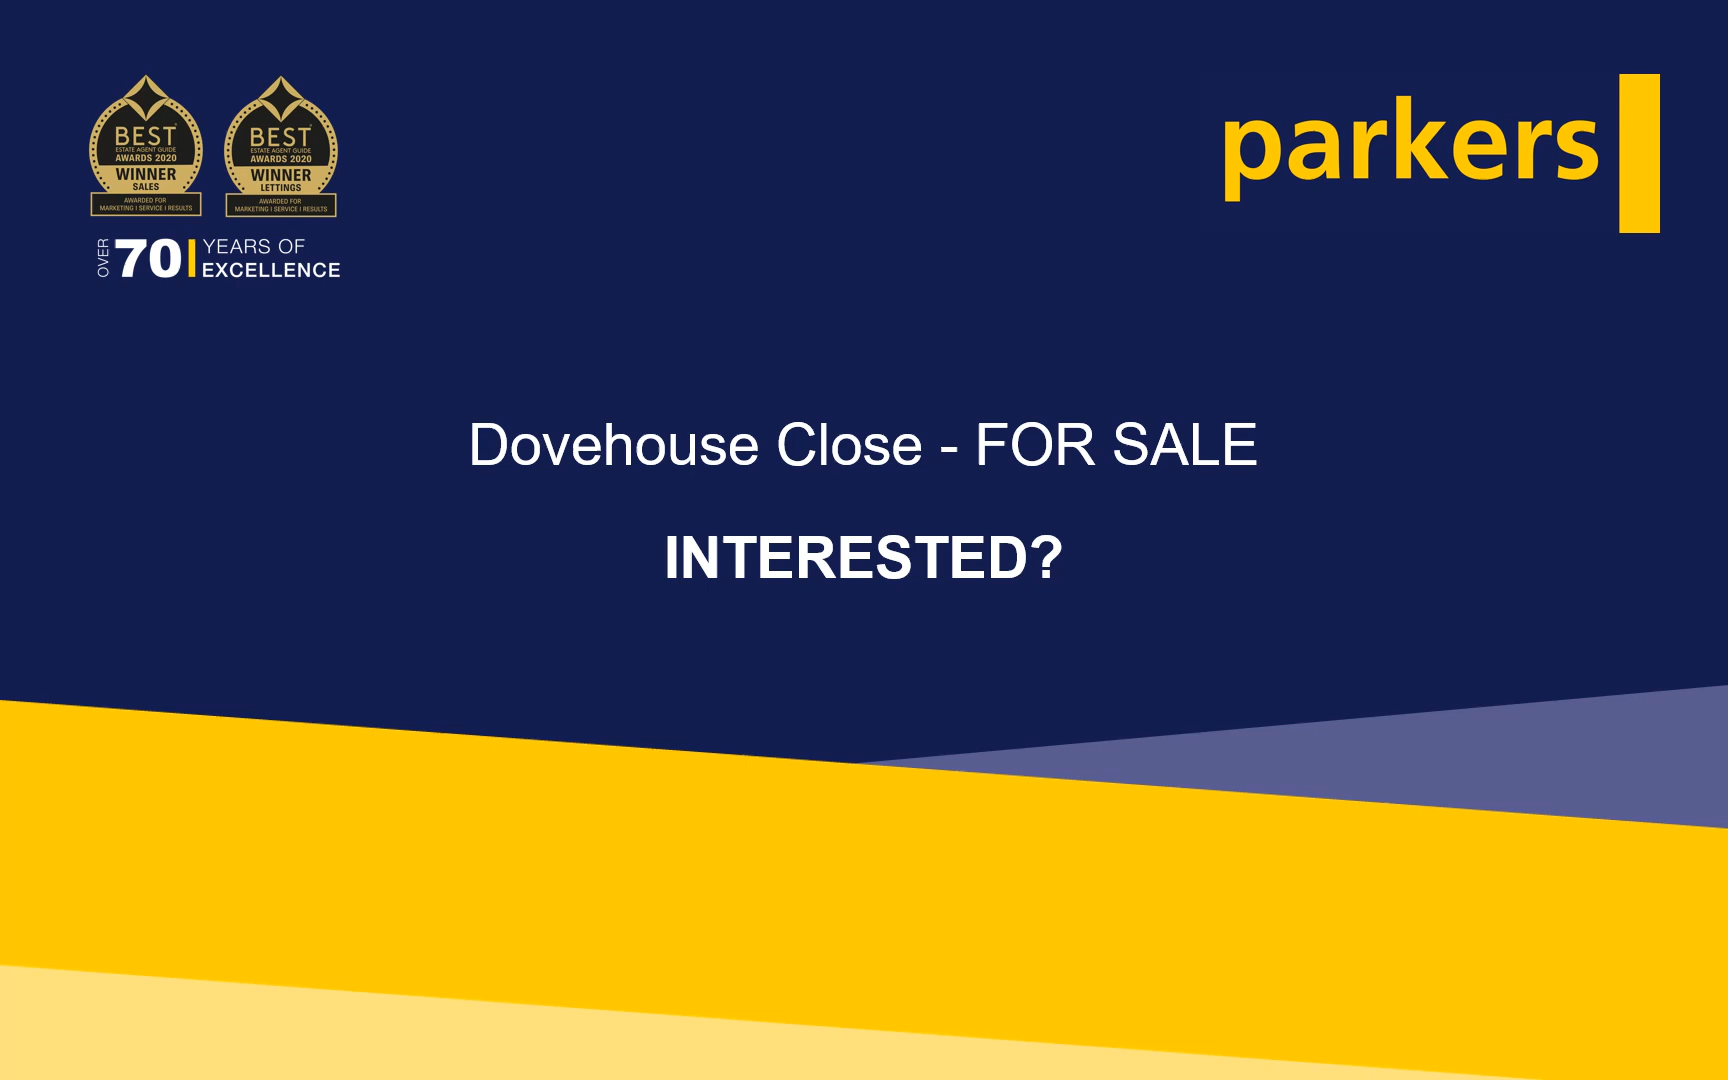 BEST
ESTATE AGENT GUIDE
AWARDS 2020
WINNER
SALES
AWARDED FOR
MARKETING | SERVICE | RESULTS
BEST
ESTATE AGENT GUIDE
AWARDS 2020
WINNER
LETTINGS
AWARDED FOR
MARKETING | SERVICE | RESULTS
OVER 70 YEARS OF
EXCELLENCE
parkers
Dovehouse Close - FOR SALE
INTERESTED?